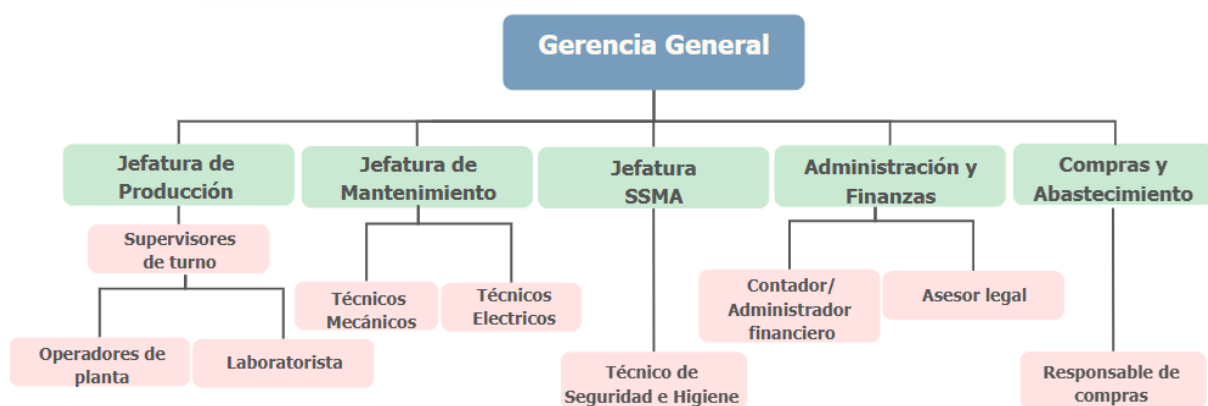 Gerencia General
Jefatura de
Producción
Jefatura de
Mantenimiento
Jefatura
SSMA
Administración y
Finanzas
Compras y
Abastecimiento
Supervisores
de turno
Técnicos
Mecánicos
Técnicos
Electricos
Contador/
Administrador
financiero
Asesor legal
Operadores de
planta
Laboratorista
Técnico de
Seguridad e Higiene
Responsable de
compras